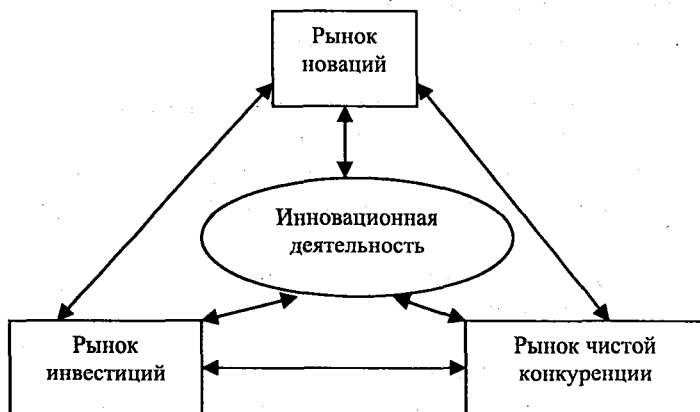 Рынок
новаций
Инновационная
деятельность
Рынок
инвестиций
Рынок чистой
конкуренции